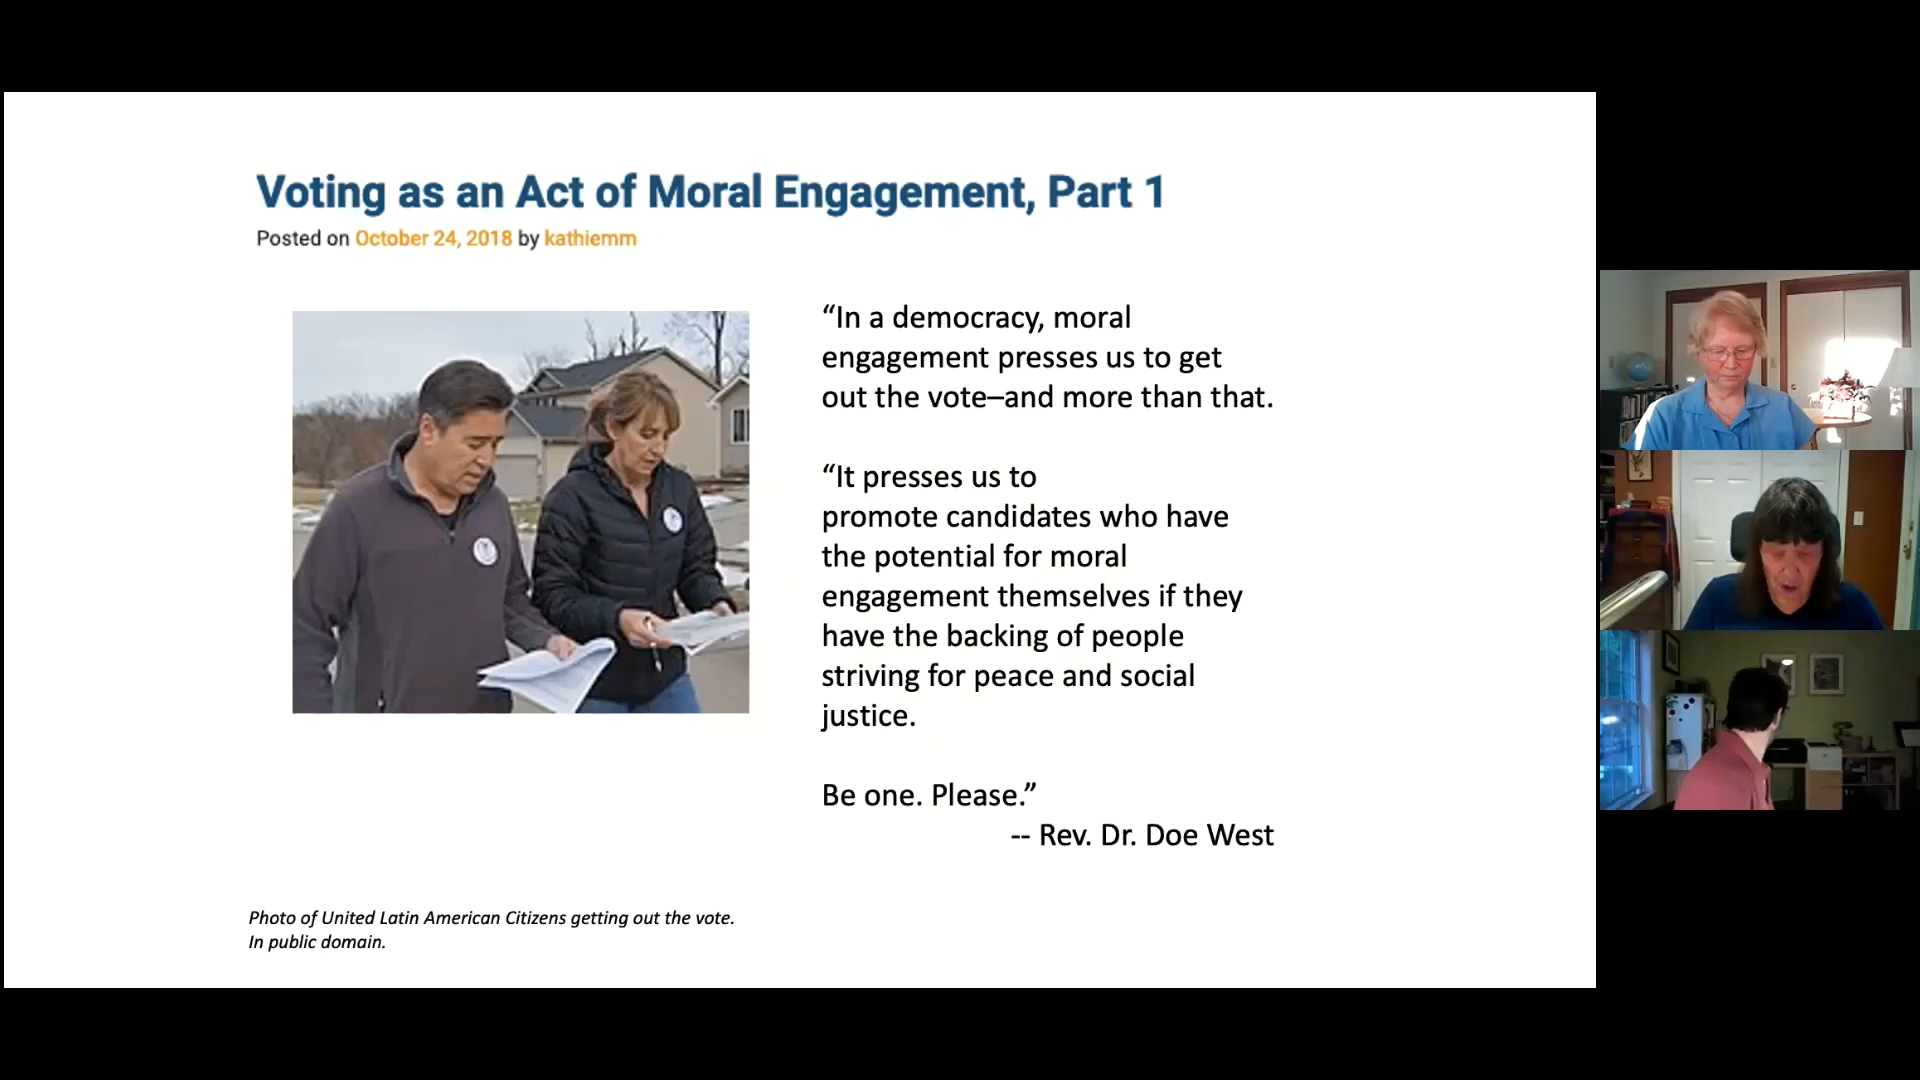 Voting as an Act of Moral Engagement, Part 1
Posted on October 24, 2018 by kathiemm
“In a democracy, moral
engagement presses us to get
out the vote–and more than that.
“It presses us to
promote candidates who have
the potential for moral
engagement themselves if they
have the backing of people
striving for peace and social
justice.
Be one. Please.”
-- Rev. Dr. Doe West
Photo of United Latin American Citizens getting out the vote.
In public domain.